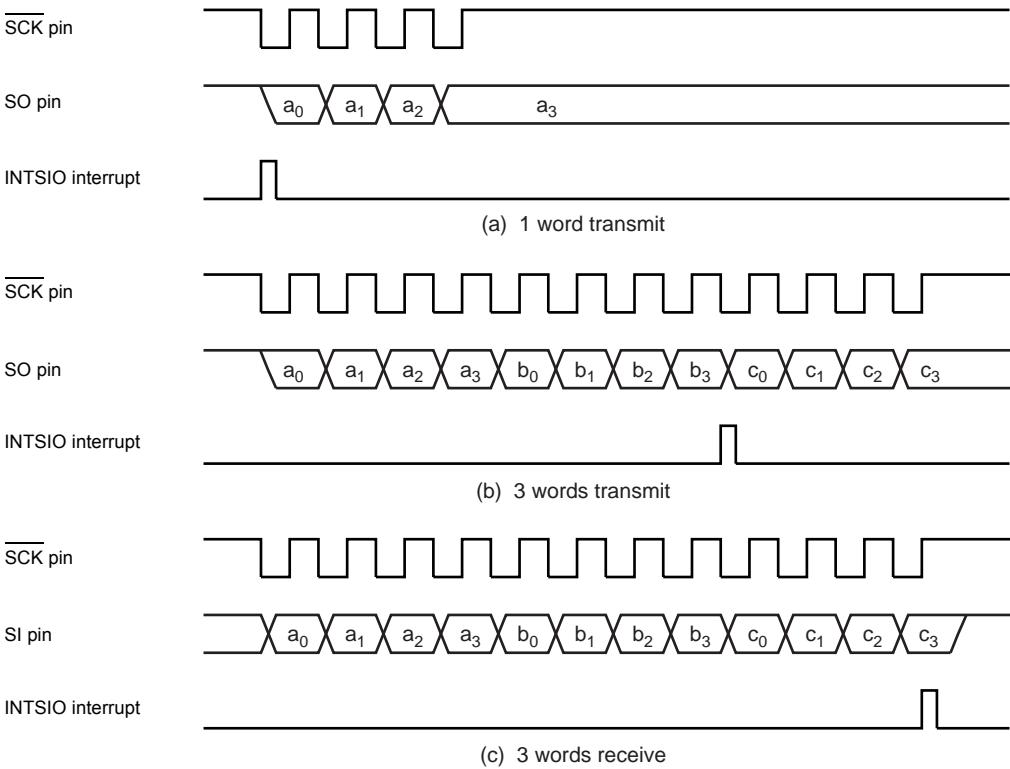 SCK pin
SO pin
a0 a1 a2 a3
INTSIO interrupt
(a) 1 word transmit
SCK pin
SO pin
a0 a1 a2 a3 b0 b1 b2 b3 c0 c1 c2 c3
INTSIO interrupt
(b) 3 words transmit
SCK pin
SI pin
a0 a1 a2 a3 b0 b1 b2 b3 c0 c1 c2 c3
INTSIO interrupt
(c) 3 words receive